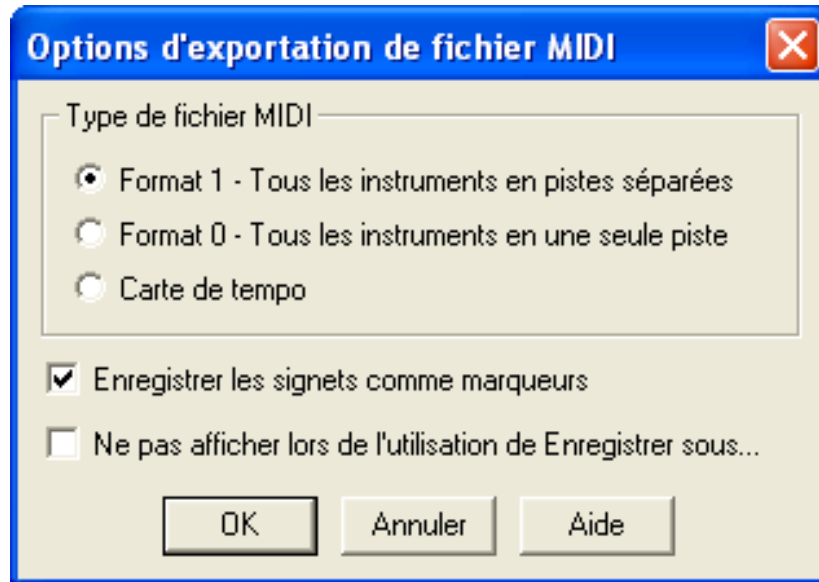 Options d'exportation de fichier MIDI
Type de fichier MIDI
Format 1 - Tous les instruments en pistes séparées
Format 0 - Tous les instruments en une seule piste
Carte de tempo
Enregistrer les signets comme marqueurs
Ne pas afficher lors de l'utilisation de Enregistrer sous...
OK Annuler Aide